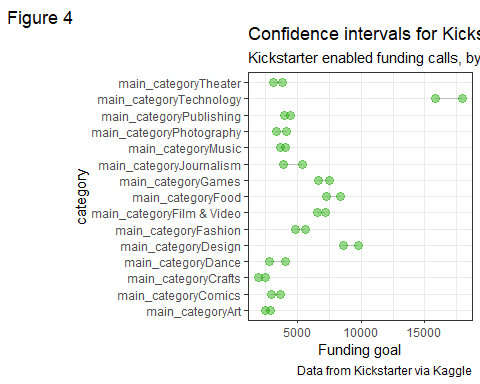 Figure 4
Confidence intervals for Kicks
Kickstarter enabled funding calls, by
main_categoryTheater
main_categoryTechnology
main_categoryPublishing
main_categoryPhotography
main_categoryMusic
main_categoryJournalism
main_categoryGames
main_categoryFood
main_categoryFilm & Video
main_categoryFashion
main_categoryDesign
main_categoryDance
main_categoryCrafts
main_categoryComics
main_categoryArt
category
5000 10000 15000
Funding goal
Data from Kickstarter via Kaggle